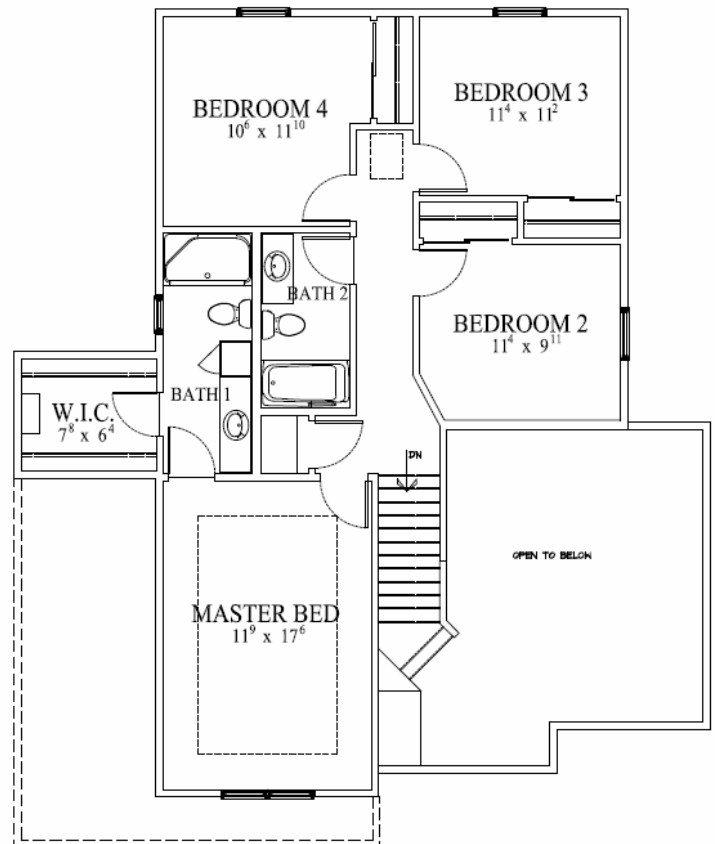 BEDROOM 4
10⁶ x 11¹⁰
BEDROOM 3
11⁴ x 11²
BATH 2
BEDROOM 2
11⁴ x 9¹¹
BATH 1
W.I.C.
7⁸ x 6⁴
DN
OPEN TO BELOW
MASTER BED
11⁹ x 17⁶